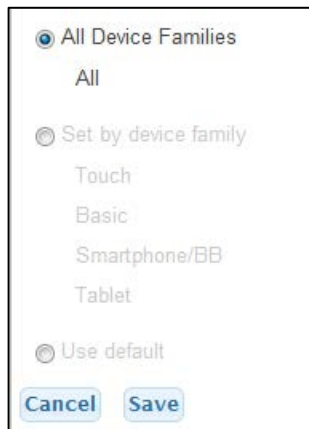 All Device Families
All
Set by device family
Touch
Basic
Smartphone/BB
Tablet
Use default
Cancel Save